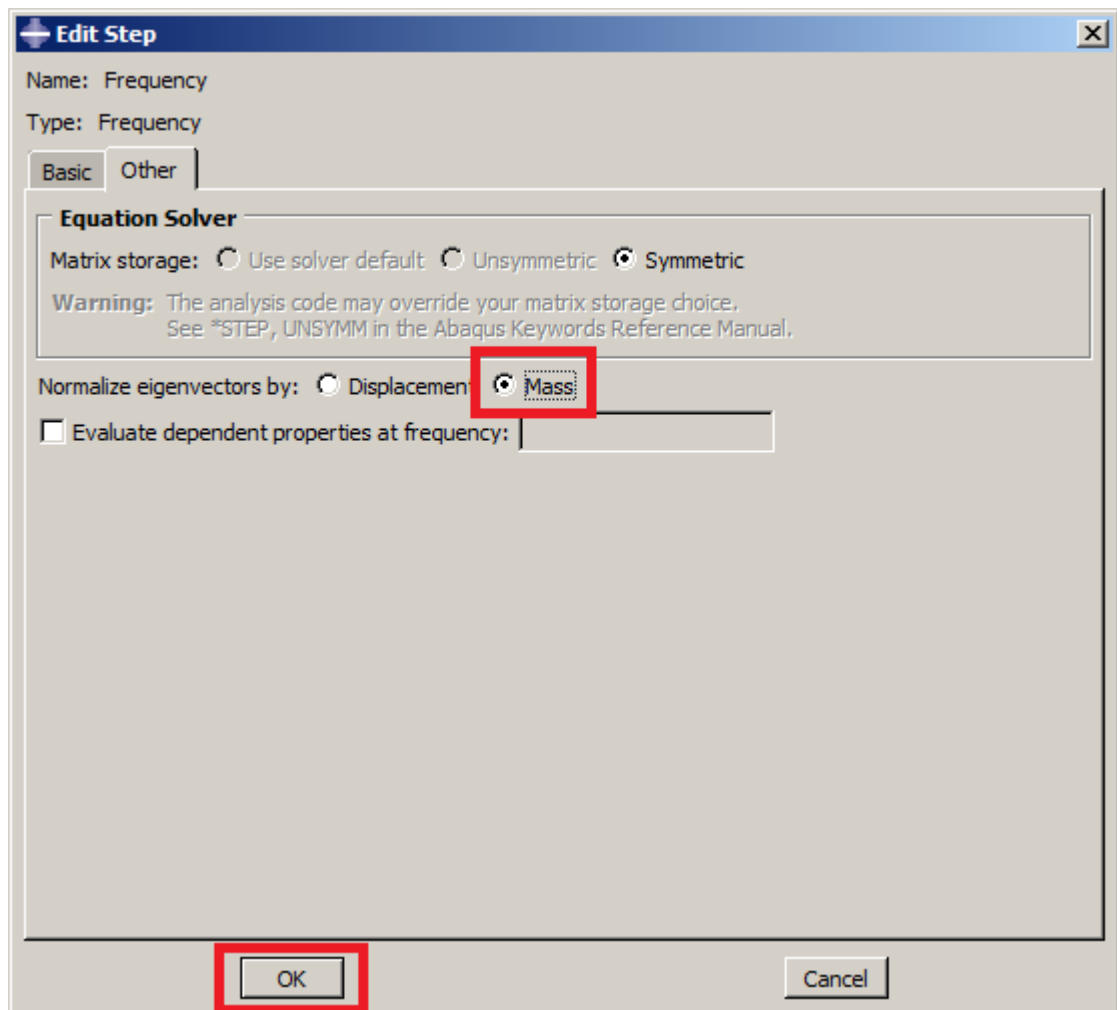 Edit Step
Name: Frequency
Type: Frequency
Basic Other
Equation Solver
Matrix storage: Use solver default Unsymmetric Symmetric
Warning: The analysis code may override your matrix storage choice.
See *STEP, UNSYMM in the Abaqus Keywords Reference Manual.
Normalize eigenvectors by: Displacement Mass
Evaluate dependent properties at frequency:
OK Cancel